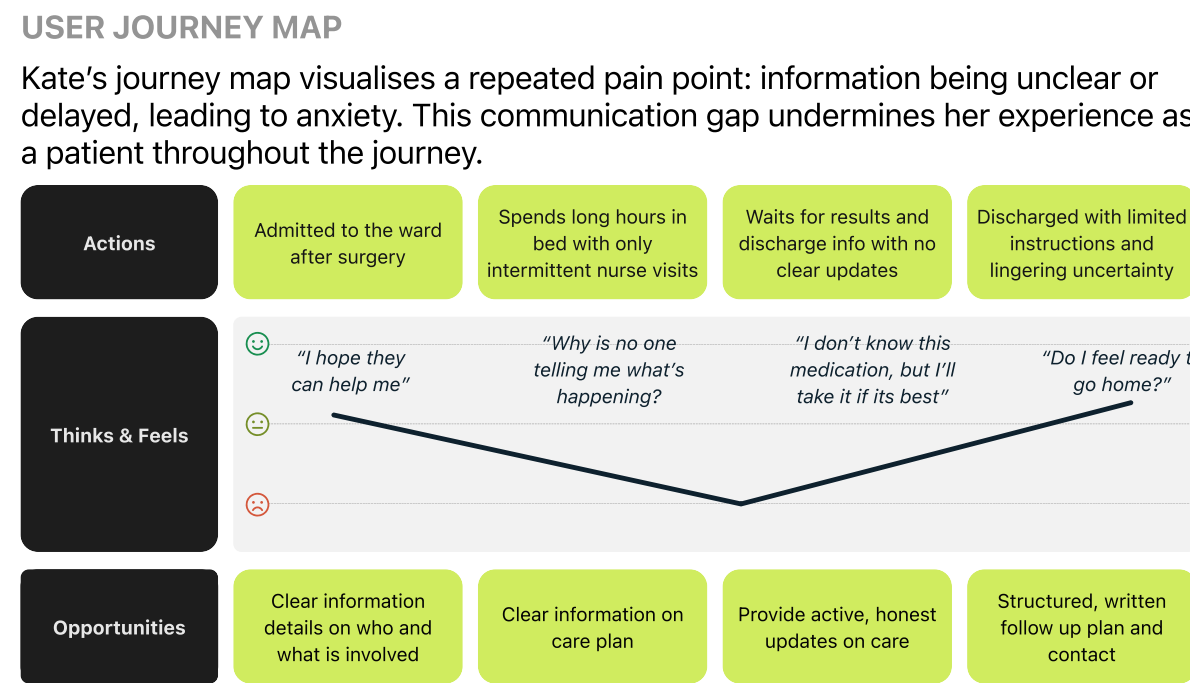 USER JOURNEY MAP
Kate’s journey map visualises a repeated pain point: information being unclear or
delayed, leading to anxiety. This communication gap undermines her experience as
a patient throughout the journey.
Actions
Admitted to the ward
after surgery
Spends long hours in
bed with only
intermittent nurse visits
Waits for results and
discharge info with no
clear updates
Discharged with limited
instructions and
lingering uncertainty
Thinks & Feels
“I hope they
can help me”
“Why is no one
telling me what’s
happening?
“I don’t know this
medication, but I’ll
take it if its best”
“Do I feel ready t
go home?”
Opportunities
Clear information
details on who and
what is involved
Clear information on
care plan
Provide active, honest
updates on care
Structured, written
follow up plan and
contact